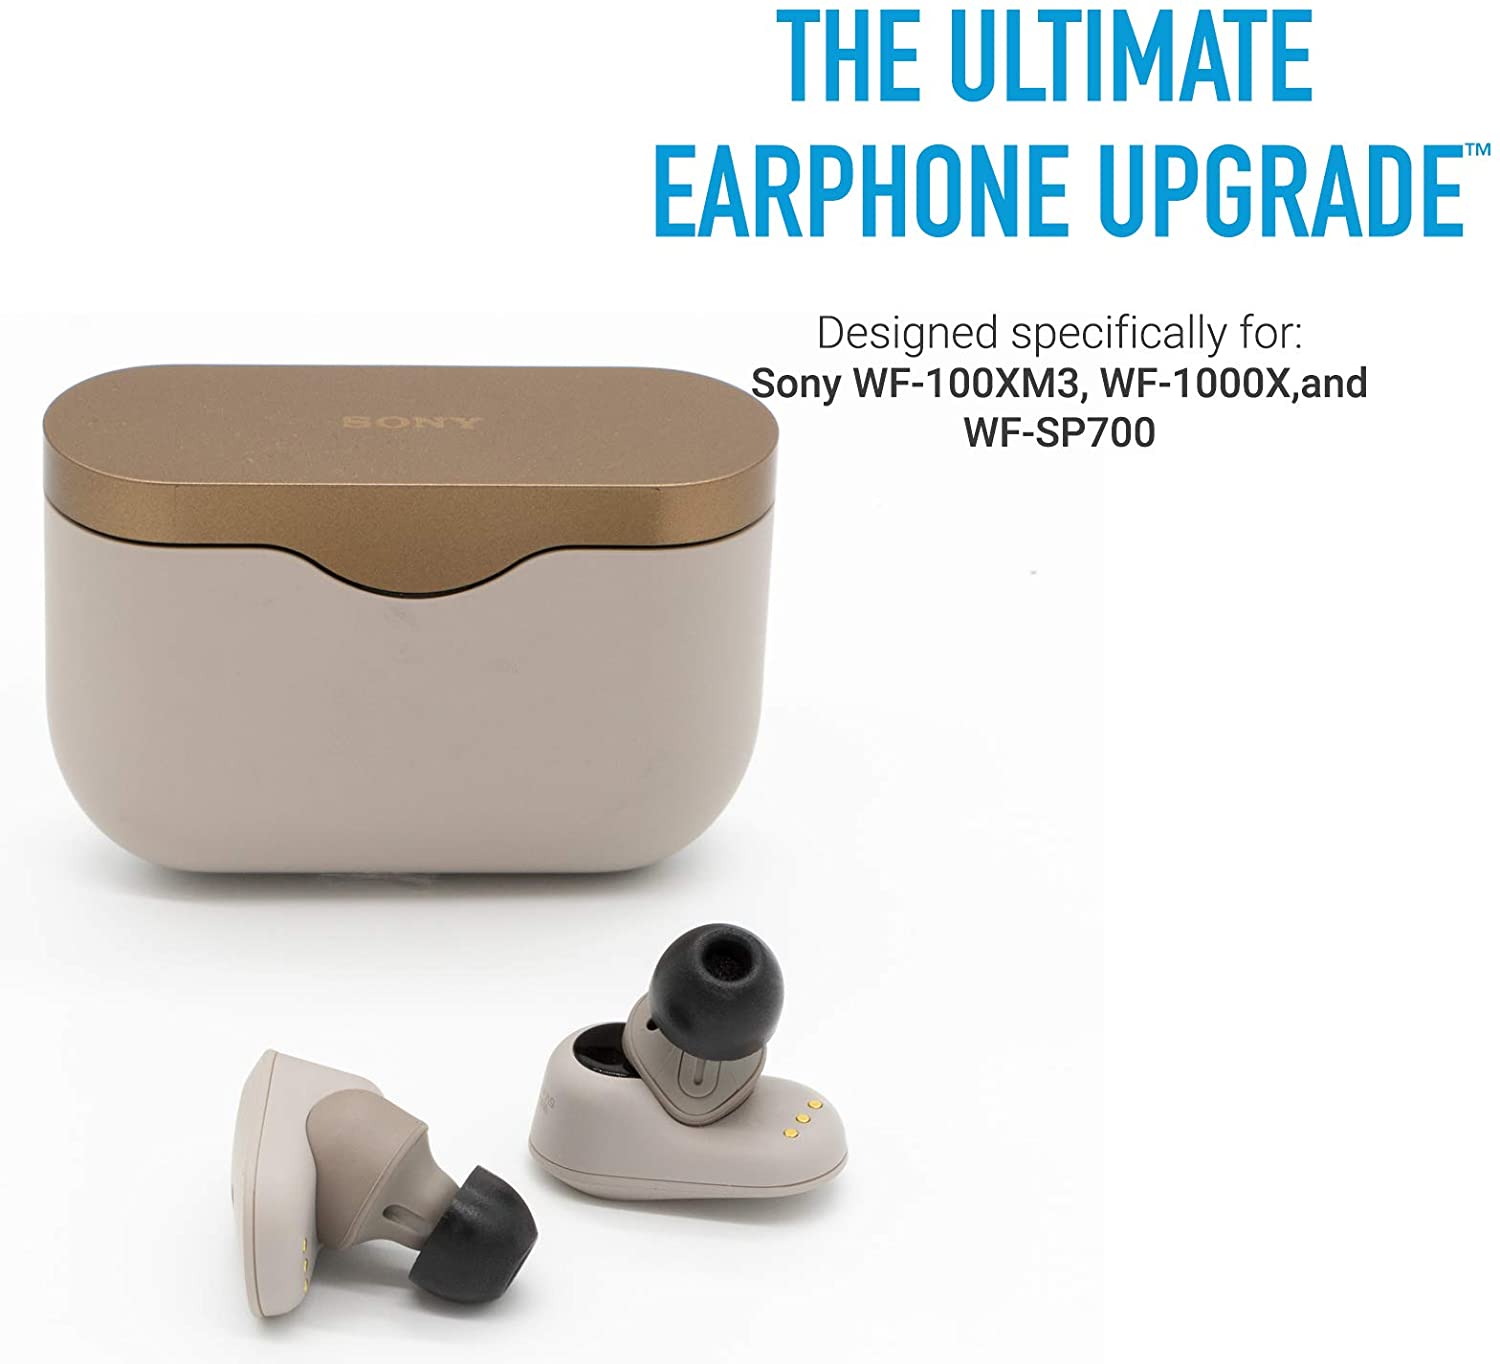 THE ULTIMATE
EARPHONE UPGRADE™
Designed specifically for:
Sony WF-100XM3, WF-1000X,and
WF-SP700
SONY